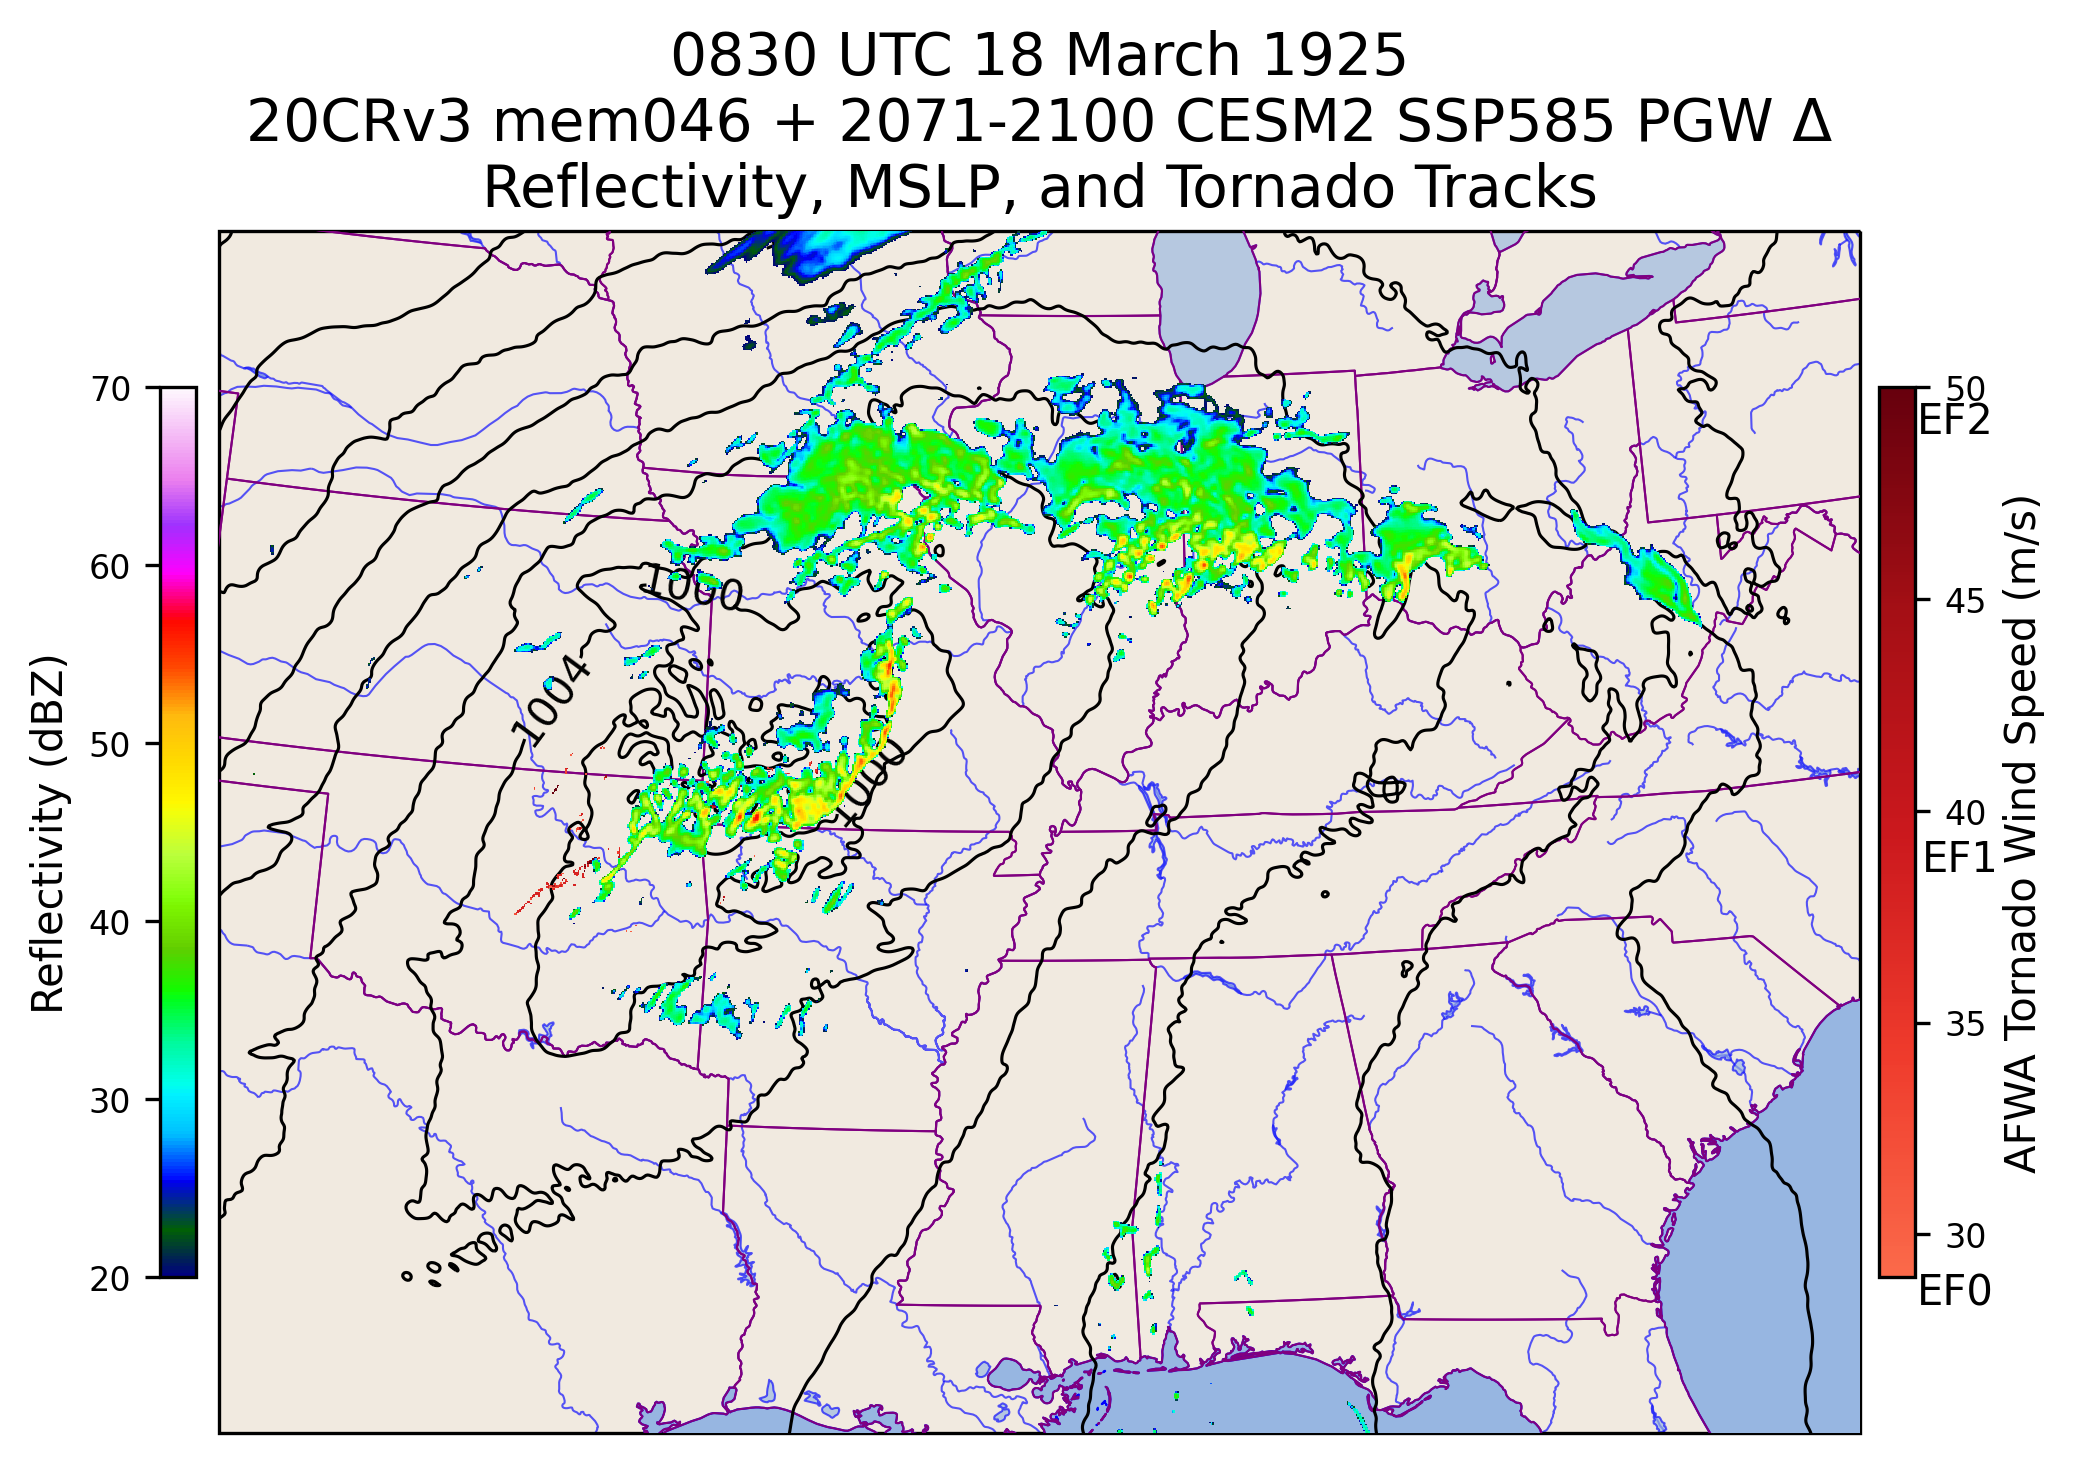 0830 UTC 18 March 1925
20CRv3 mem046 + 2071-2100 CESM2 SSP585 PGW Δ
Reflectivity, MSLP, and Tornado Tracks
70
60
50
40
30
20
Reflectivity (dBZ)
1000
1004
1000
50
EF2
45
40
EF1
35
30
EF0
AFWA Tornado Wind Speed (m/s)